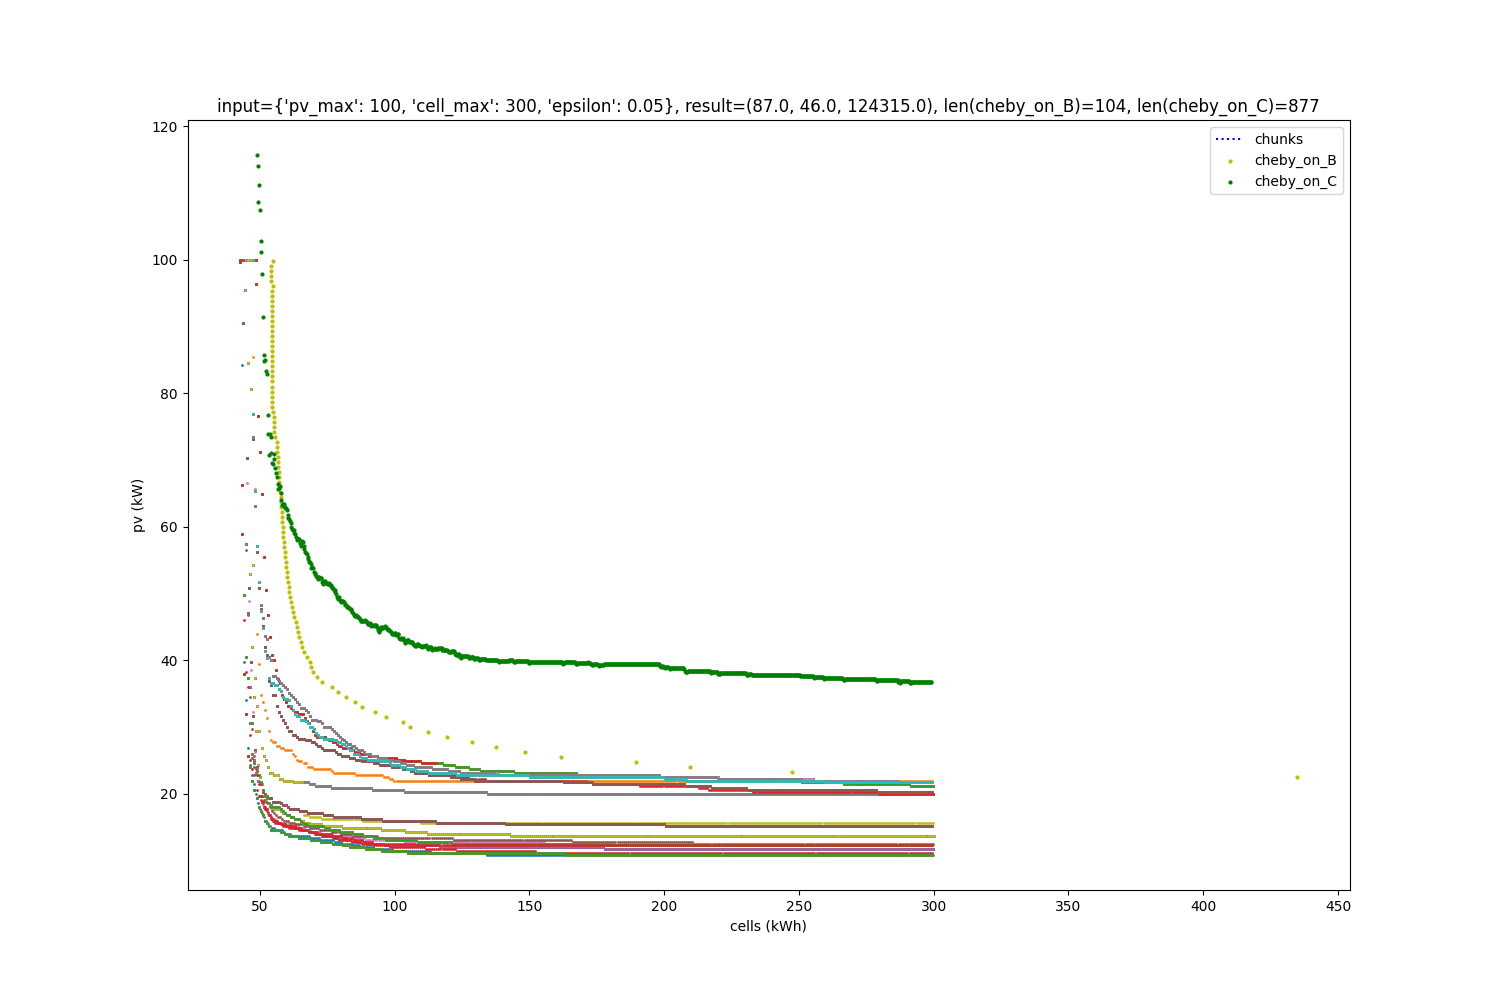 input={'pv_max': 100, 'cell_max': 300, 'epsilon': 0.05}, result=(87.0, 46.0, 124315.0), len(cheby_on_B)=104, len(cheby_on_C)=877
chunks
cheby_on_B
cheby_on_C
120
100
80
60
40
20
pv (kW)
50
100
150
200
250
300
350
400
450
cells (kWh)